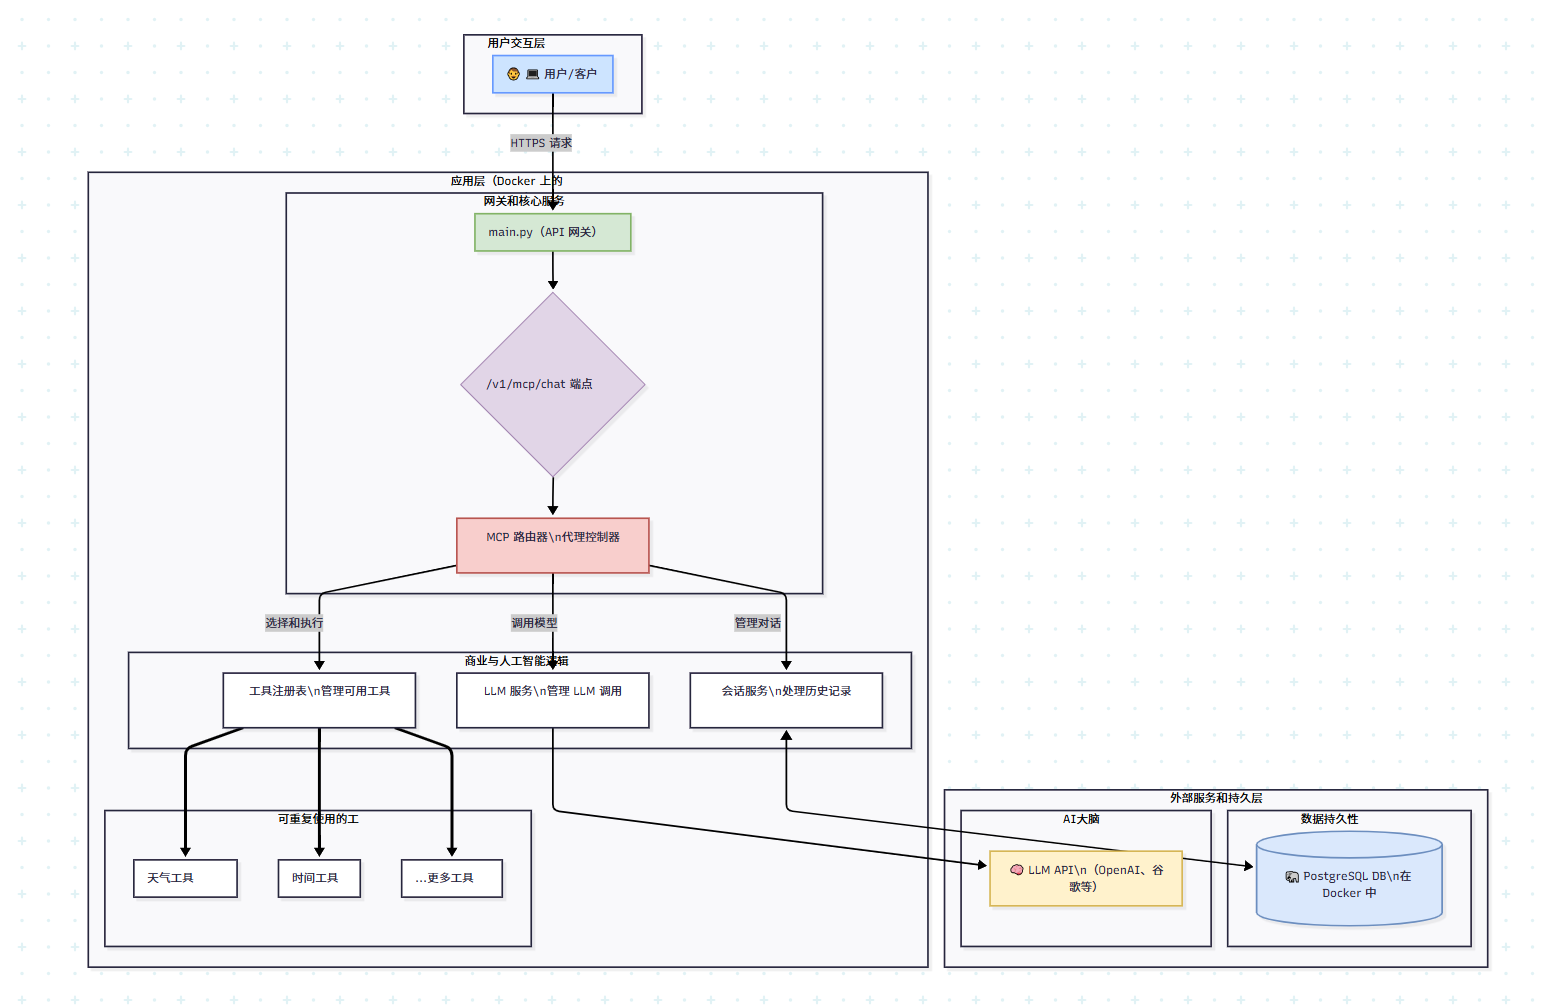 用户交互层
👨 💻 用户/客户
HTTPS 请求
应用层（Docker 上的
网关和核心服务
main.py（API 网关）
/v1/mcp/chat 端点
MCP 路由器\n代理控制器
选择和执行
调用模型
管理对话
商业与人工智能逻辑
工具注册表\n管理可用工具
LLM 服务\n管理 LLM 调用
会话服务\n处理历史记录
可重复使用的工
天气工具
时间工具
...更多工具
外部服务和持久层
AI大脑
🧠 LLM API\n（OpenAI、谷
歌等）
数据持久性
🐘 PostgreSQL DB\n在
Docker 中